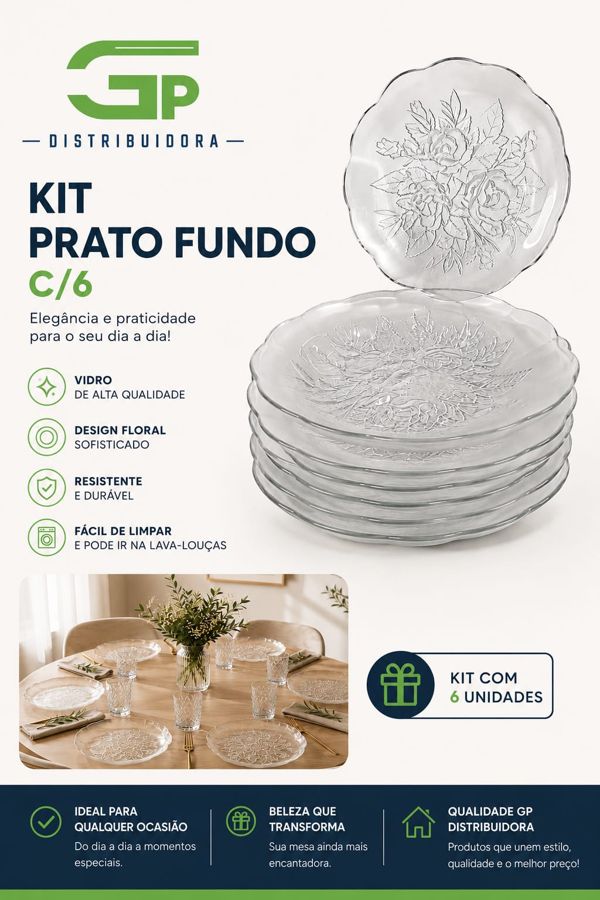 GP
DISTRIBUIDORA
KIT
PRATO FUNDO
C/6
Elegância e praticidade
para o seu dia a dia!
VIDRO
DE ALTA QUALIDADE
DESIGN FLORAL
SOFISTICADO
RESISTENTE
E DURÁVEL
FÁCIL DE LIMPAR
E PODE IR NA LAVA-LOUÇAS
KIT COM
6 UNIDADES
IDEAL PARA
QUALQUER OCASIÃO
Do dia a dia a momentos
especiais.
BELEZA QUE
TRANSFORMA
Sua mesa ainda mais
encantadora.
QUALIDADE GP
DISTRIBUIDORA
Produtos que unem estilo,
qualidade e o melhor preço!